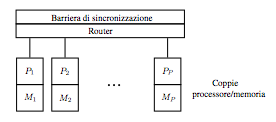 Barriera di sincronizzazione
Router
P1 P2 ... PP
M1 M2 MP
Coppie
processore/memoria